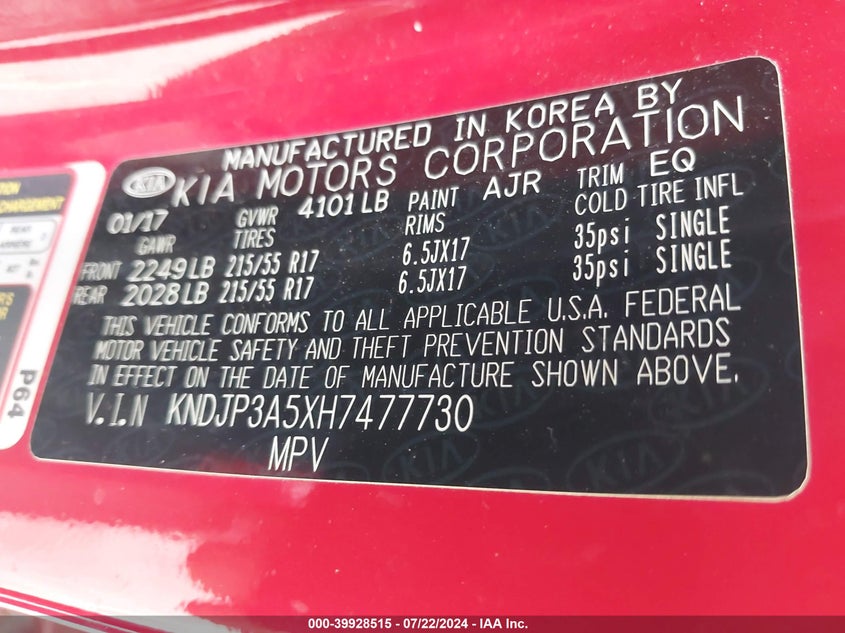 MANUFACTURED IN KOREA BY
KIA KIA MOTORS CORPORATION
01/17 GVWR 4101 LB PAINT AJR TRIM EQ
GAWR TIRES RIMS COLD TIRE INFL
FRONT 2249 LB 215/55 R17 6.5JX17 35psi SINGLE
REAR 2028 LB 215/55 R17 6.5JX17 35psi SINGLE
THIS VEHICLE CONFORMS TO ALL APPLICABLE U.S.A. FEDERAL
MOTOR VEHICLE SAFETY AND THEFT PREVENTION STANDARDS
IN EFFECT ON THE DATE OF MANUFACTURE SHOWN ABOVE.
V.I.N KNDJP3A5XH7477730
MPV
P64
000-39928515 - 07/22/2024 - IAA Inc.